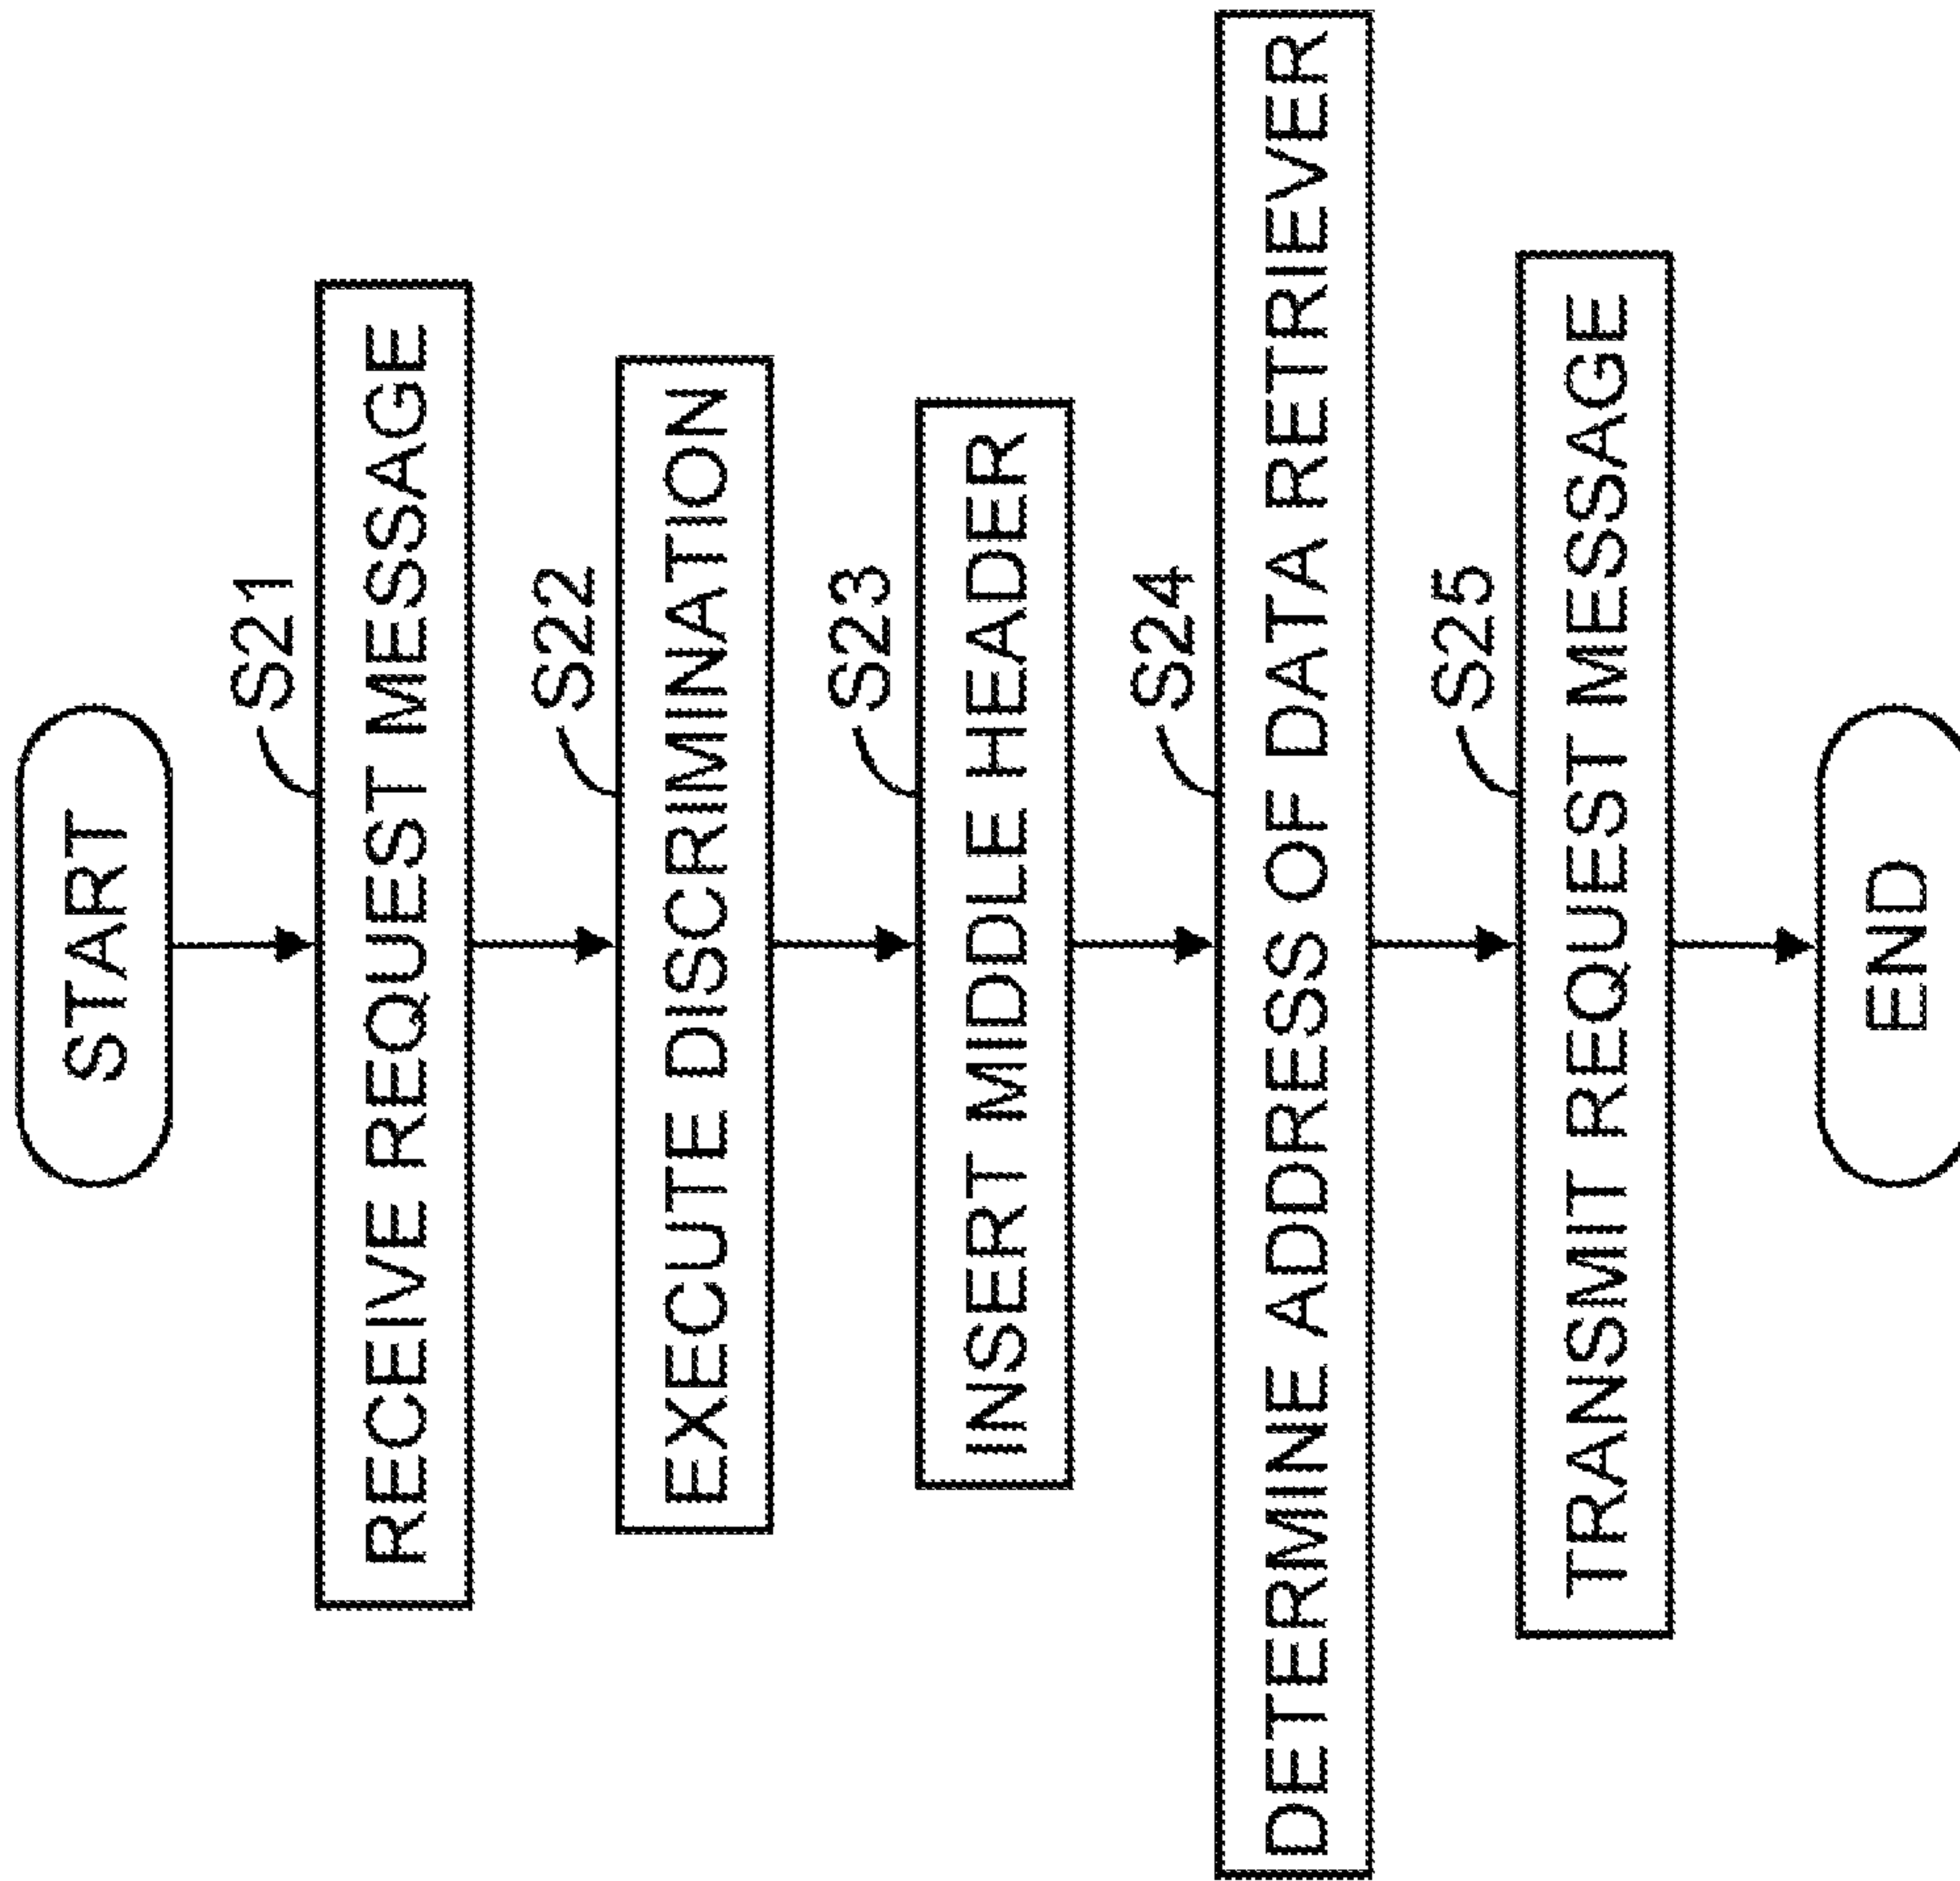 START
S21
RECEIVE REQUEST MESSAGE
S22
EXECUTE DISCRIMINATION
S23
INSERT MIDDLE HEADER
S24
DETERMINE ADDRESS OF DATA RETRIEVER
S25
TRANSMIT REQUEST MESSAGE
END